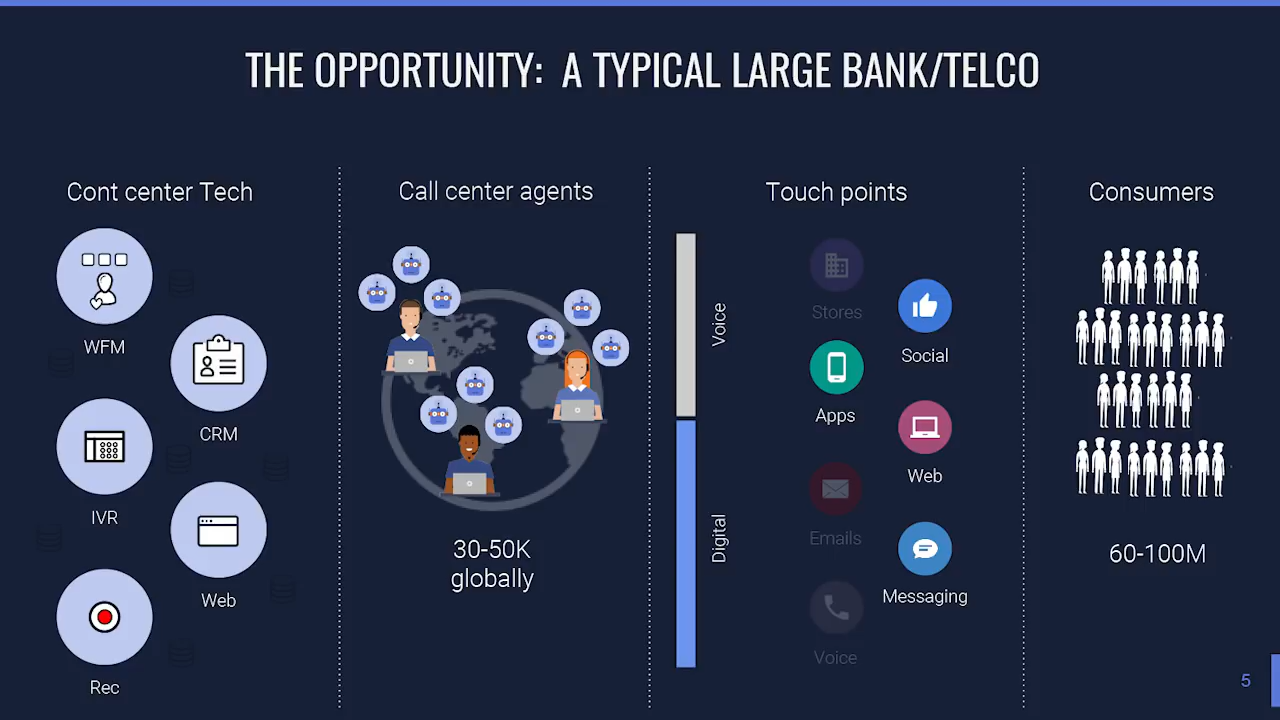 THE OPPORTUNITY: A TYPICAL LARGE BANK/TELCO
Cont center Tech
WFM
CRM
IVR
Web
Rec
Call center agents
30-50K
globally
Touch points
Voice
Digital
Stores
Social
Apps
Web
Emails
Messaging
Voice
Consumers
60-100M
5